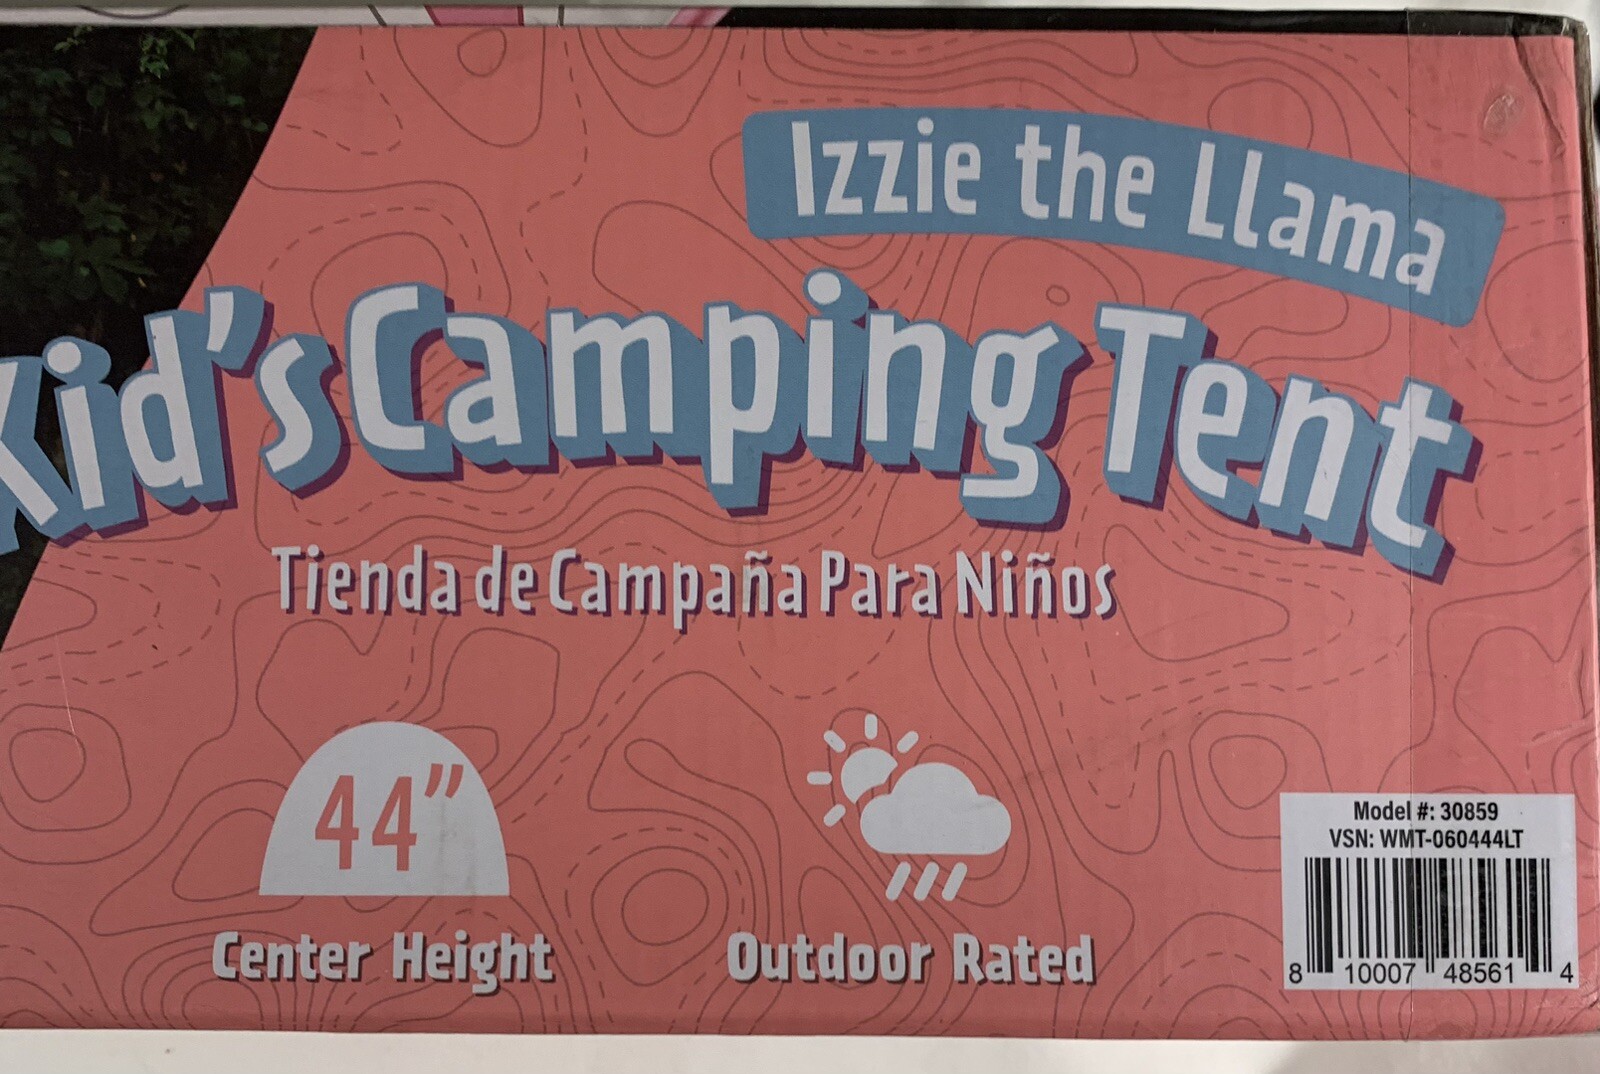 Izzie the Llama
Kid's Camping Tent
Tienda de Campaña Para Niños
44"
Center Height
Outdoor Rated
Model #: 30859
VSN: WMT-060444LT
8 10007 48561 4